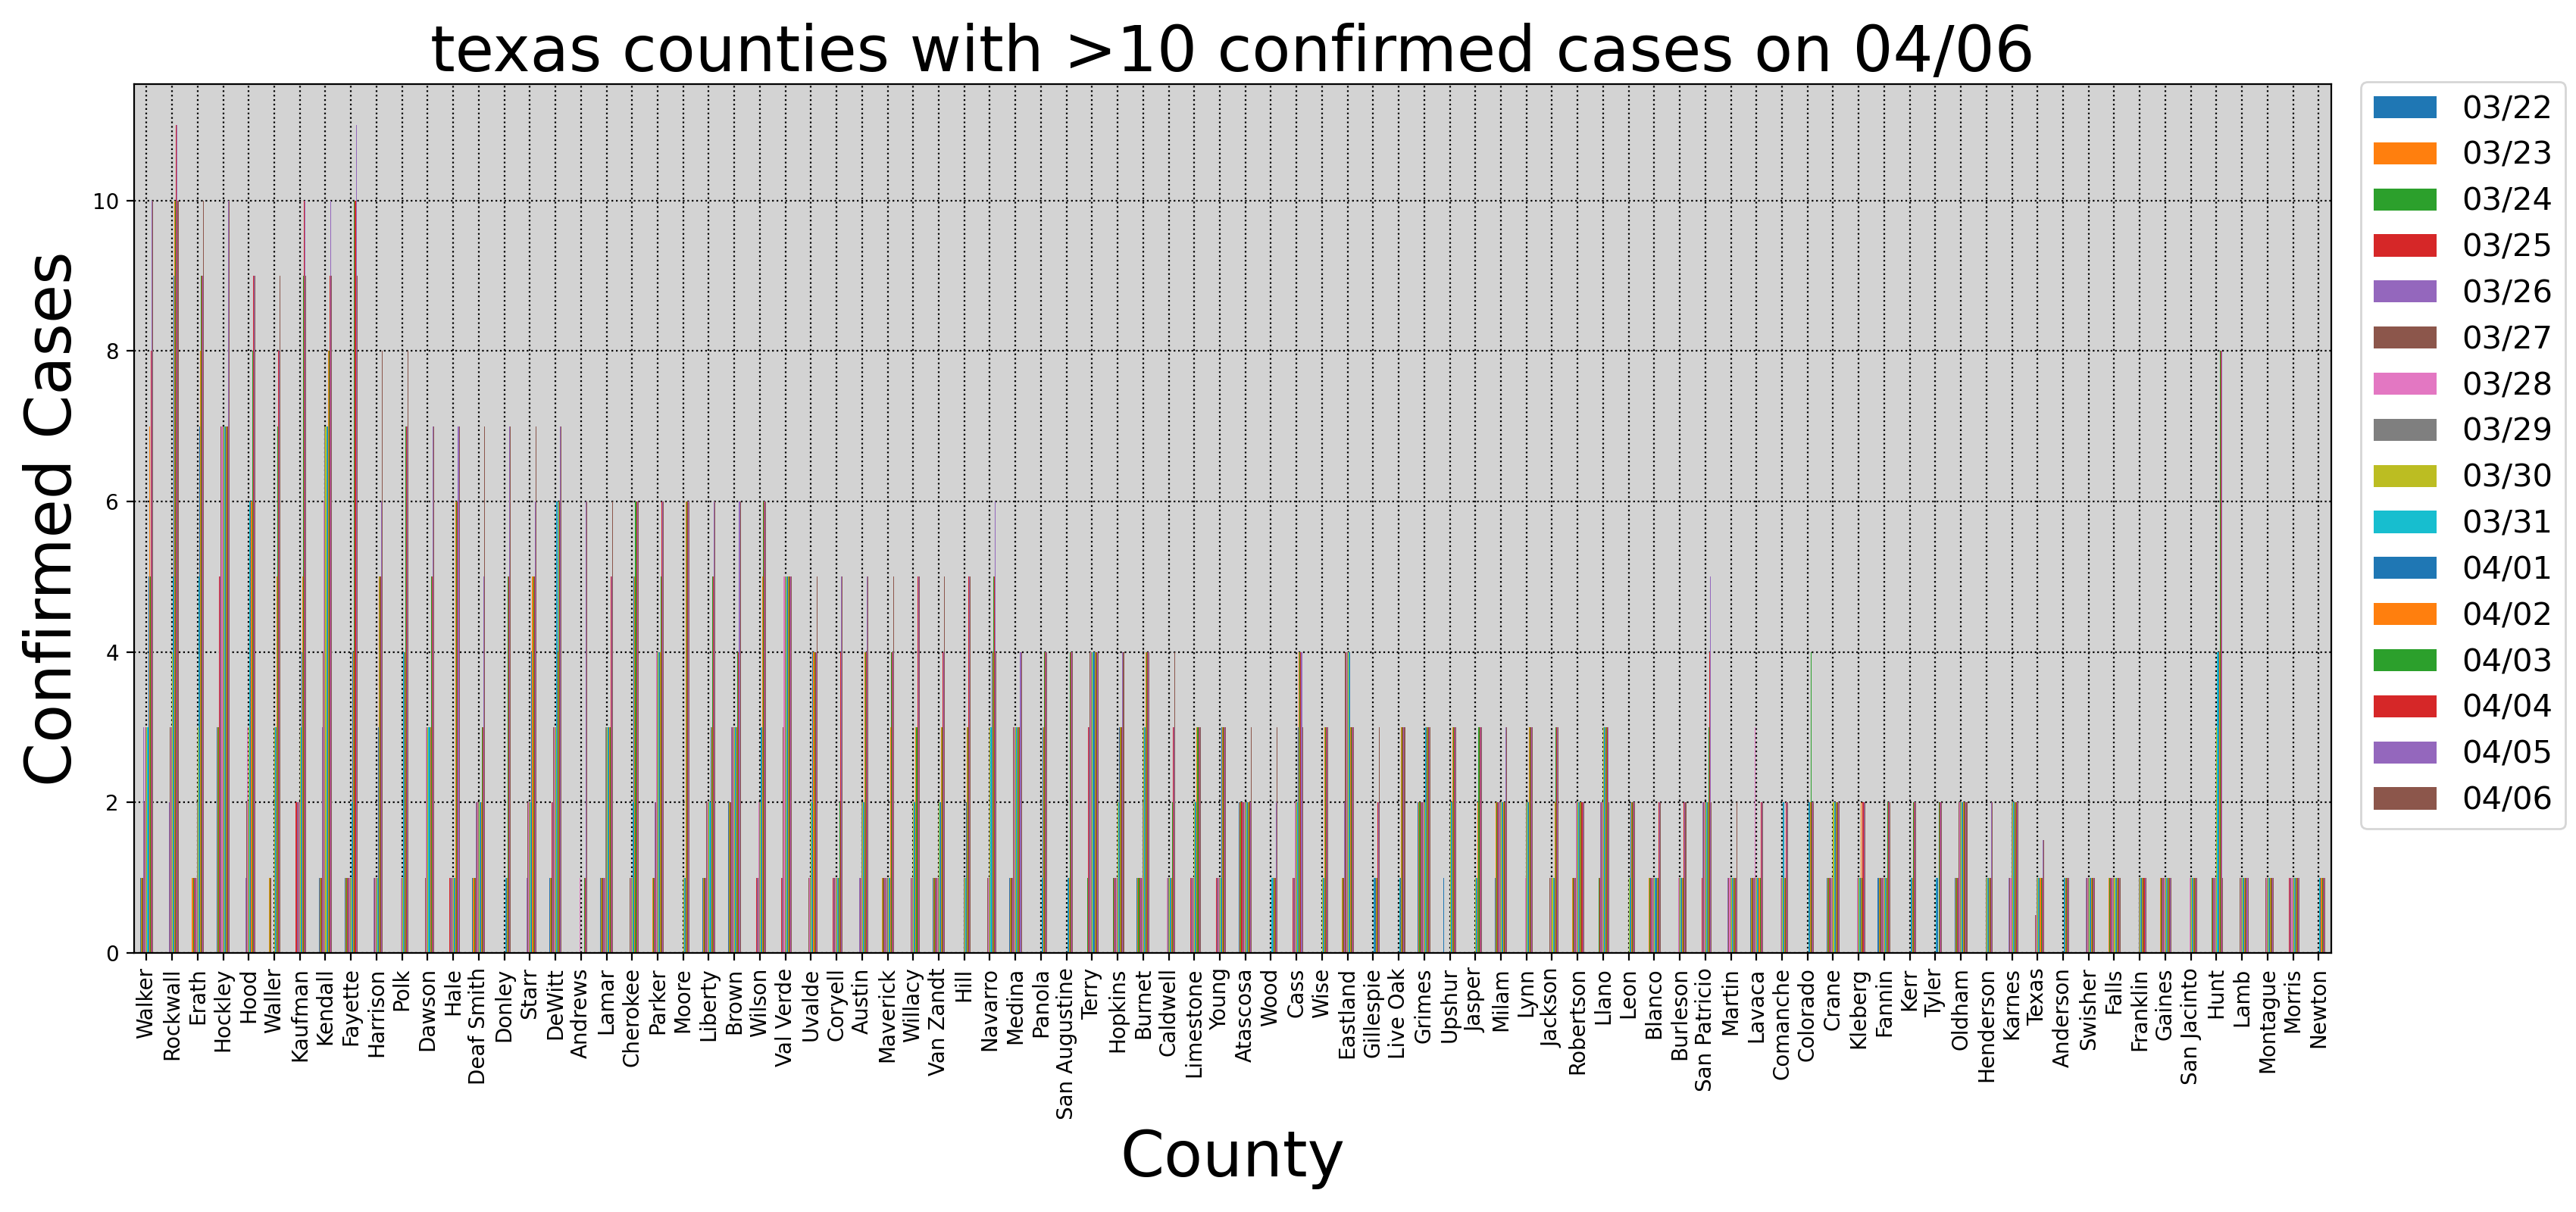 texas counties with >10 confirmed cases on 04/06
Confirmed Cases
10
8
6
4
2
0
Walker
Rockwall
Erath
Hockley
Hood
Waller
Kaufman
Kendall
Fayette
Harrison
Polk
Dawson
Hale
Deaf Smith
Donley
Starr
DeWitt
Andrews
Lamar
Cherokee
Parker
Moore
Liberty
Brown
Wilson
Val Verde
Uvalde
Coryell
Austin
Maverick
Willacy
Van Zandt
Hill
Navarro
Medina
Panola
San Augustine
Terry
Hopkins
Burnet
Caldwell
Limestone
Young
Atascosa
Wood
Cass
Wise
Eastland
Gillespie
Live Oak
Grimes
Upshur
Jasper
Milam
Lynn
Jackson
Robertson
Llano
Leon
Blanco
Burleson
San Patricio
Martin
Lavaca
Comanche
Colorado
Crane
Kleberg
Fannin
Kerr
Tyler
Oldham
Henderson
Karnes
Texas
Anderson
Swisher
Falls
Franklin
Gaines
San Jacinto
Hunt
Lamb
Montague
Morris
Newton
County
03/22
03/23
03/24
03/25
03/26
03/27
03/28
03/29
03/30
03/31
04/01
04/02
04/03
04/04
04/05
04/06